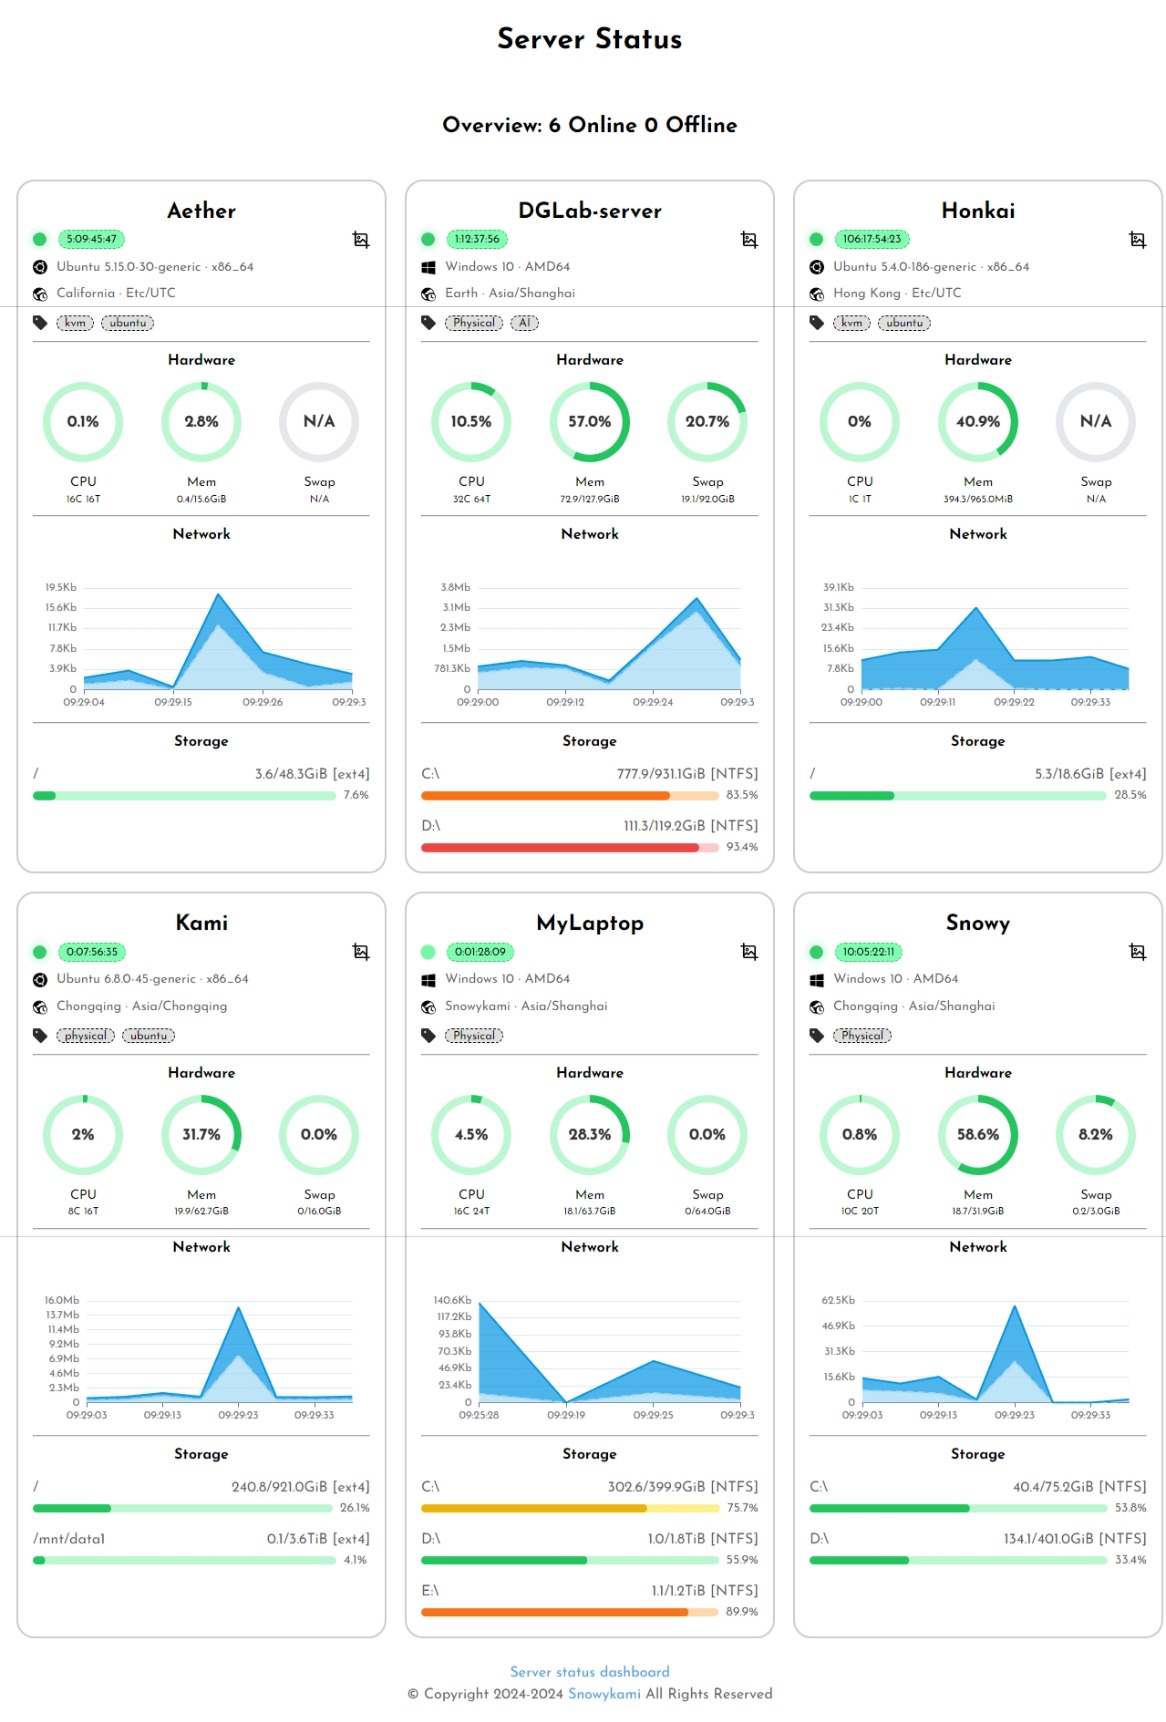 Server Status
Overview: 6 Online 0 Offline
Aether
5:09:45:47
Ubuntu 5.15.0-30-generic · x86_64
California · Etc/UTC
kvm ubuntu
Hardware
0.1% 2.8% N/A
CPU Mem Swap
16C 16T 0.4/15.6GiB N/A
Network
19.5Kb
15.6Kb
11.7Kb
7.8Kb
3.9Kb
0
09:29:04 09:29:15 09:29:26 09:29:3
Storage
/ 3.6/48.3GiB [ext4]
7.6%
DGLab-server
1:12:37:56
Windows 10 · AMD64
Earth · Asia/Shanghai
Physical AI
Hardware
10.5% 57.0% 20.7%
CPU Mem Swap
32C 64T 72.9/127.9GiB 19.1/92.0GiB
Network
3.8Mb
3.1Mb
2.3Mb
1.5Mb
781.3Kb
0
09:29:00 09:29:12 09:29:24 09:29:3
Storage
C:\ 777.9/931.1GiB [NTFS]
83.5%
D:\ 111.3/119.2GiB [NTFS]
93.4%
Honkai
106:17:54:23
Ubuntu 5.4.0-186-generic · x86_64
Hong Kong · Etc/UTC
kvm ubuntu
Hardware
0% 40.9% N/A
CPU Mem Swap
1C 1T 394.3/965.0MiB N/A
Network
39.1Kb
31.3Kb
23.4Kb
15.6Kb
7.8Kb
0
09:29:00 09:29:11 09:29:22 09:29:33
Storage
/ 5.3/18.6GiB [ext4]
28.5%
Kami
0:07:56:35
Ubuntu 6.8.0-45-generic · x86_64
Chongqing · Asia/Chongqing
physical ubuntu
Hardware
2% 31.7% 0.0%
CPU Mem Swap
8C 16T 19.9/62.7GiB 0/16.0GiB
Network
16.0Mb
13.7Mb
11.4Mb
9.2Mb
6.9Mb
4.6Mb
2.3Mb
0
09:29:03 09:29:13 09:29:23 09:29:33
Storage
/ 240.8/921.0GiB [ext4]
26.1%
/mnt/data1 0.1/3.6TiB [ext4]
4.1%
MyLaptop
0:01:28:09
Windows 10 · AMD64
Snowykami · Asia/Shanghai
Physical
Hardware
4.5% 28.3% 0.0%
CPU Mem Swap
16C 24T 18.1/63.7GiB 0/64.0GiB
Network
140.6Kb
117.2Kb
93.8Kb
70.3Kb
46.9Kb
23.4Kb
0
09:25:28 09:29:19 09:29:25 09:29:3
Storage
C:\ 302.6/399.9GiB [NTFS]
75.7%
D:\ 1.0/1.8TiB [NTFS]
55.9%
E:\ 1.1/1.2TiB [NTFS]
89.9%
Snowy
10:05:22:11
Windows 10 · AMD64
Chongqing · Asia/Shanghai
Physical
Hardware
0.8% 58.6% 8.2%
CPU Mem Swap
10C 20T 18.7/31.9GiB 0.2/3.0GiB
Network
62.5Kb
46.9Kb
31.3Kb
15.6Kb
0
09:29:03 09:29:13 09:29:23 09:29:33
Storage
C:\ 40.4/75.2GiB [NTFS]
53.8%
D:\ 134.1/401.0GiB [NTFS]
33.4%
Server status dashboard
© Copyright 2024-2024 Snowykami All Rights Reserved